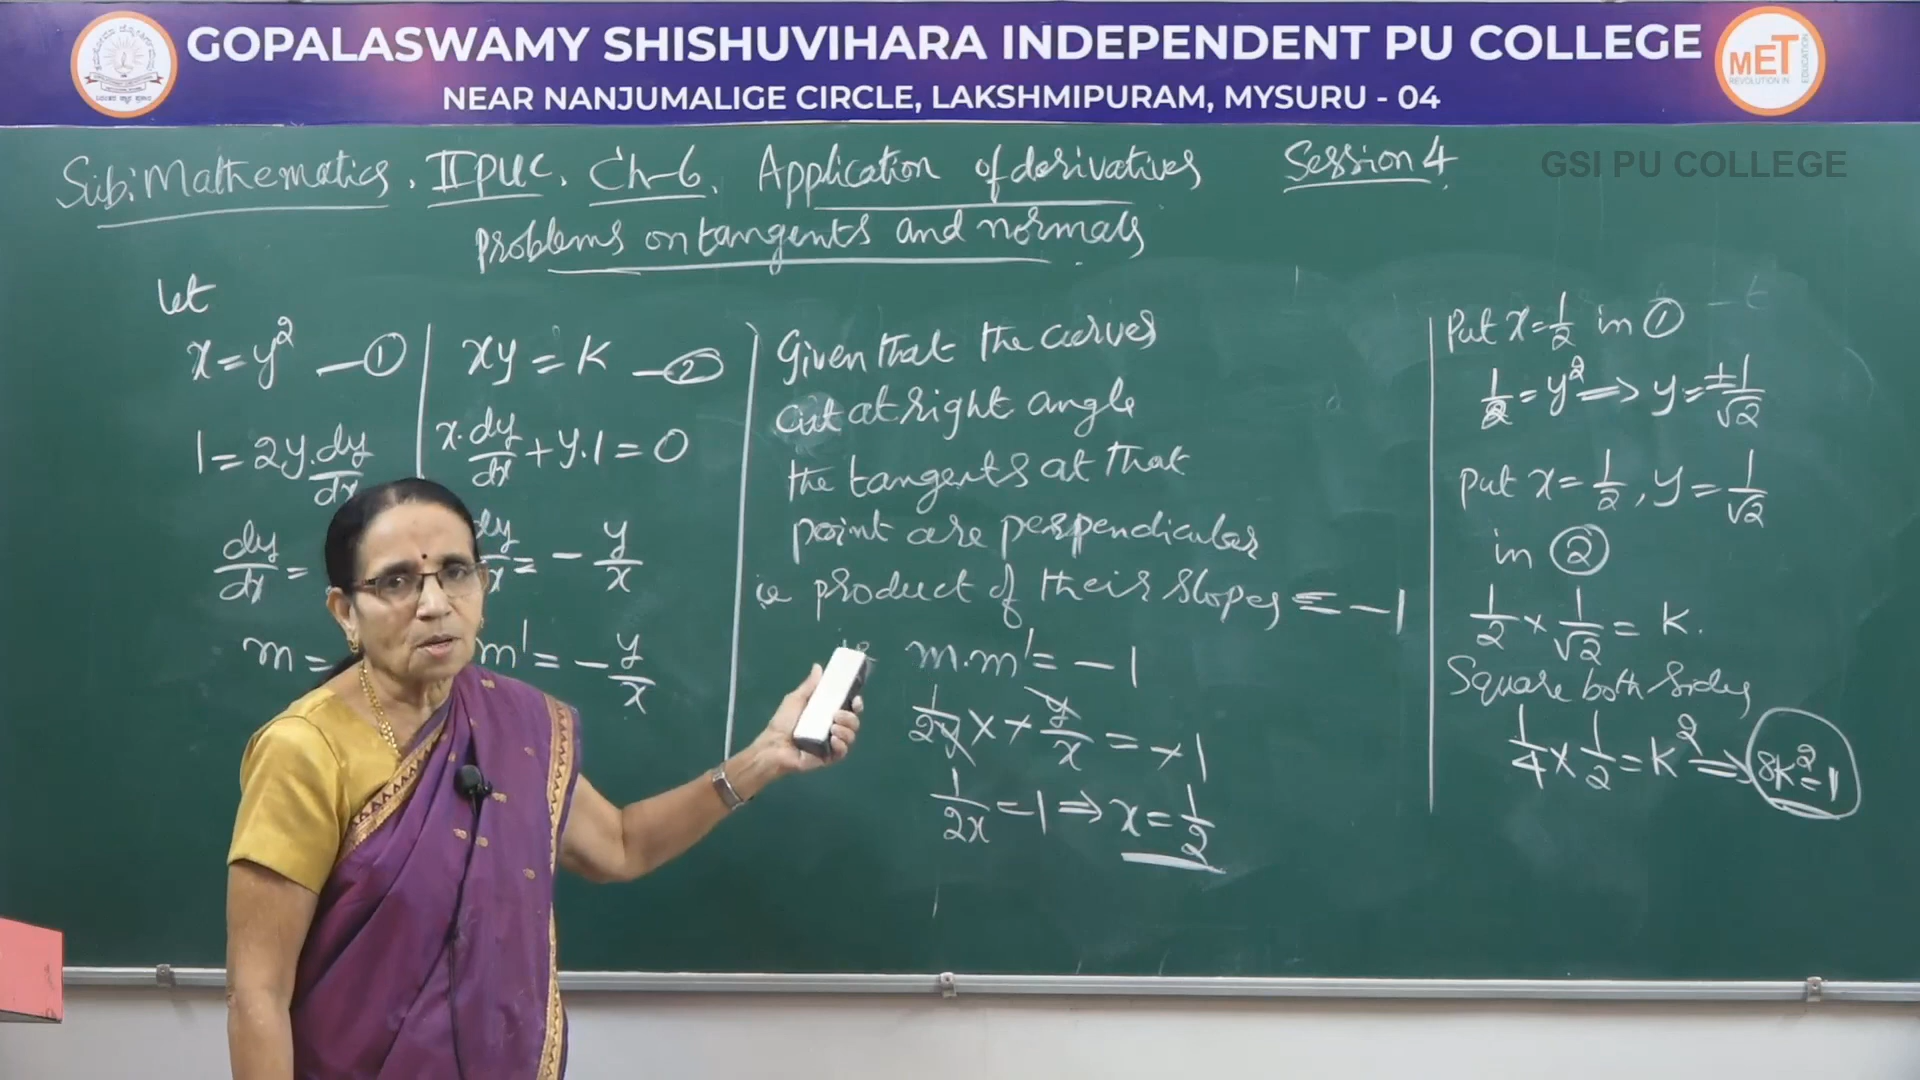 GOPALASWAMY SHISHUVIHARA INDEPENDENT PU COLLEGE
NEAR NANJUMALIGE CIRCLE, LAKSHMIPURAM, MYSURU - 04
MET
REVOLUTION IN EDUCATION
GSI PU COLLEGE
Sub: Mathematics. II PUC. Ch-6. Application of derivatives Session 4
Problems on tangents and normals
Let
x = y² — ①
1 = 2y. dy/dx
dy/dx =
m =
xy = K — ②
x. dy/dx + y.1 = 0
dy/x = - y/x
m' = - y/x
Given that the curves
cut at right angle
the tangents at that
point are perpendicular
ie product of their slopes = -1
m.m' = -1
1/2y x + y/x = + 1
1/2x = 1 ⇒ x = 1/2
Put x = 1/2 in ①
1/2 = y² ⇒ y = ±1/√2
put x = 1/2, y = 1/√2
in ②
1/2 × 1/√2 = K.
Square both sides
1/4 × 1/2 = K² ⇒ 8K² = 1